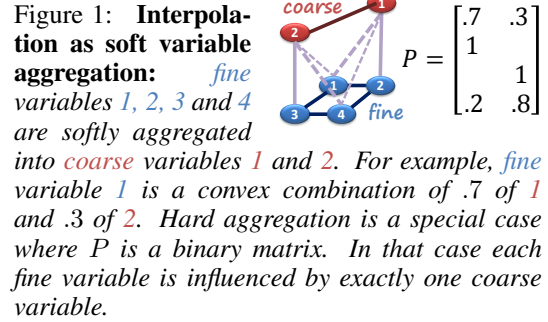 Figure 1: Interpola-
tion as soft variable
aggregation: fine
variables 1, 2, 3 and 4
are softly aggregated
coarse
1
2
1
2
3
4
fine
P =
.7 .3
1
1
.2 .8
into coarse variables 1 and 2. For example, fine
variable 1 is a convex combination of .7 of 1
and .3 of 2. Hard aggregation is a special case
where P is a binary matrix. In that case each
fine variable is influenced by exactly one coarse
variable.